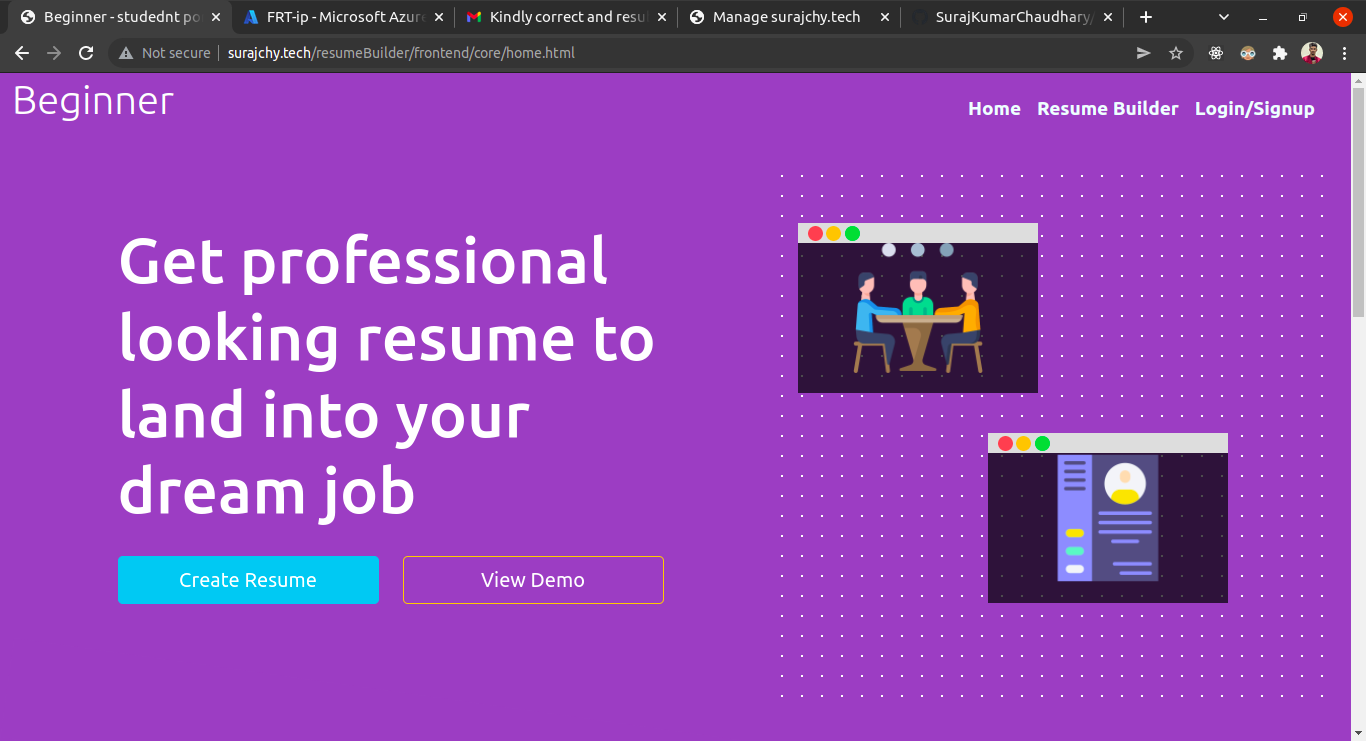 Beginner - studednt po
FRT-ip - Microsoft Azure
Kindly correct and resu
Manage surajchy.tech
SurajKumarChaudhary/
Not secure
surajchy.tech/resumeBuilder/frontend/core/home.html
Beginner
Home
Resume Builder
Login/Signup
Get professional
looking resume to
land into your
dream job
Create Resume
View Demo